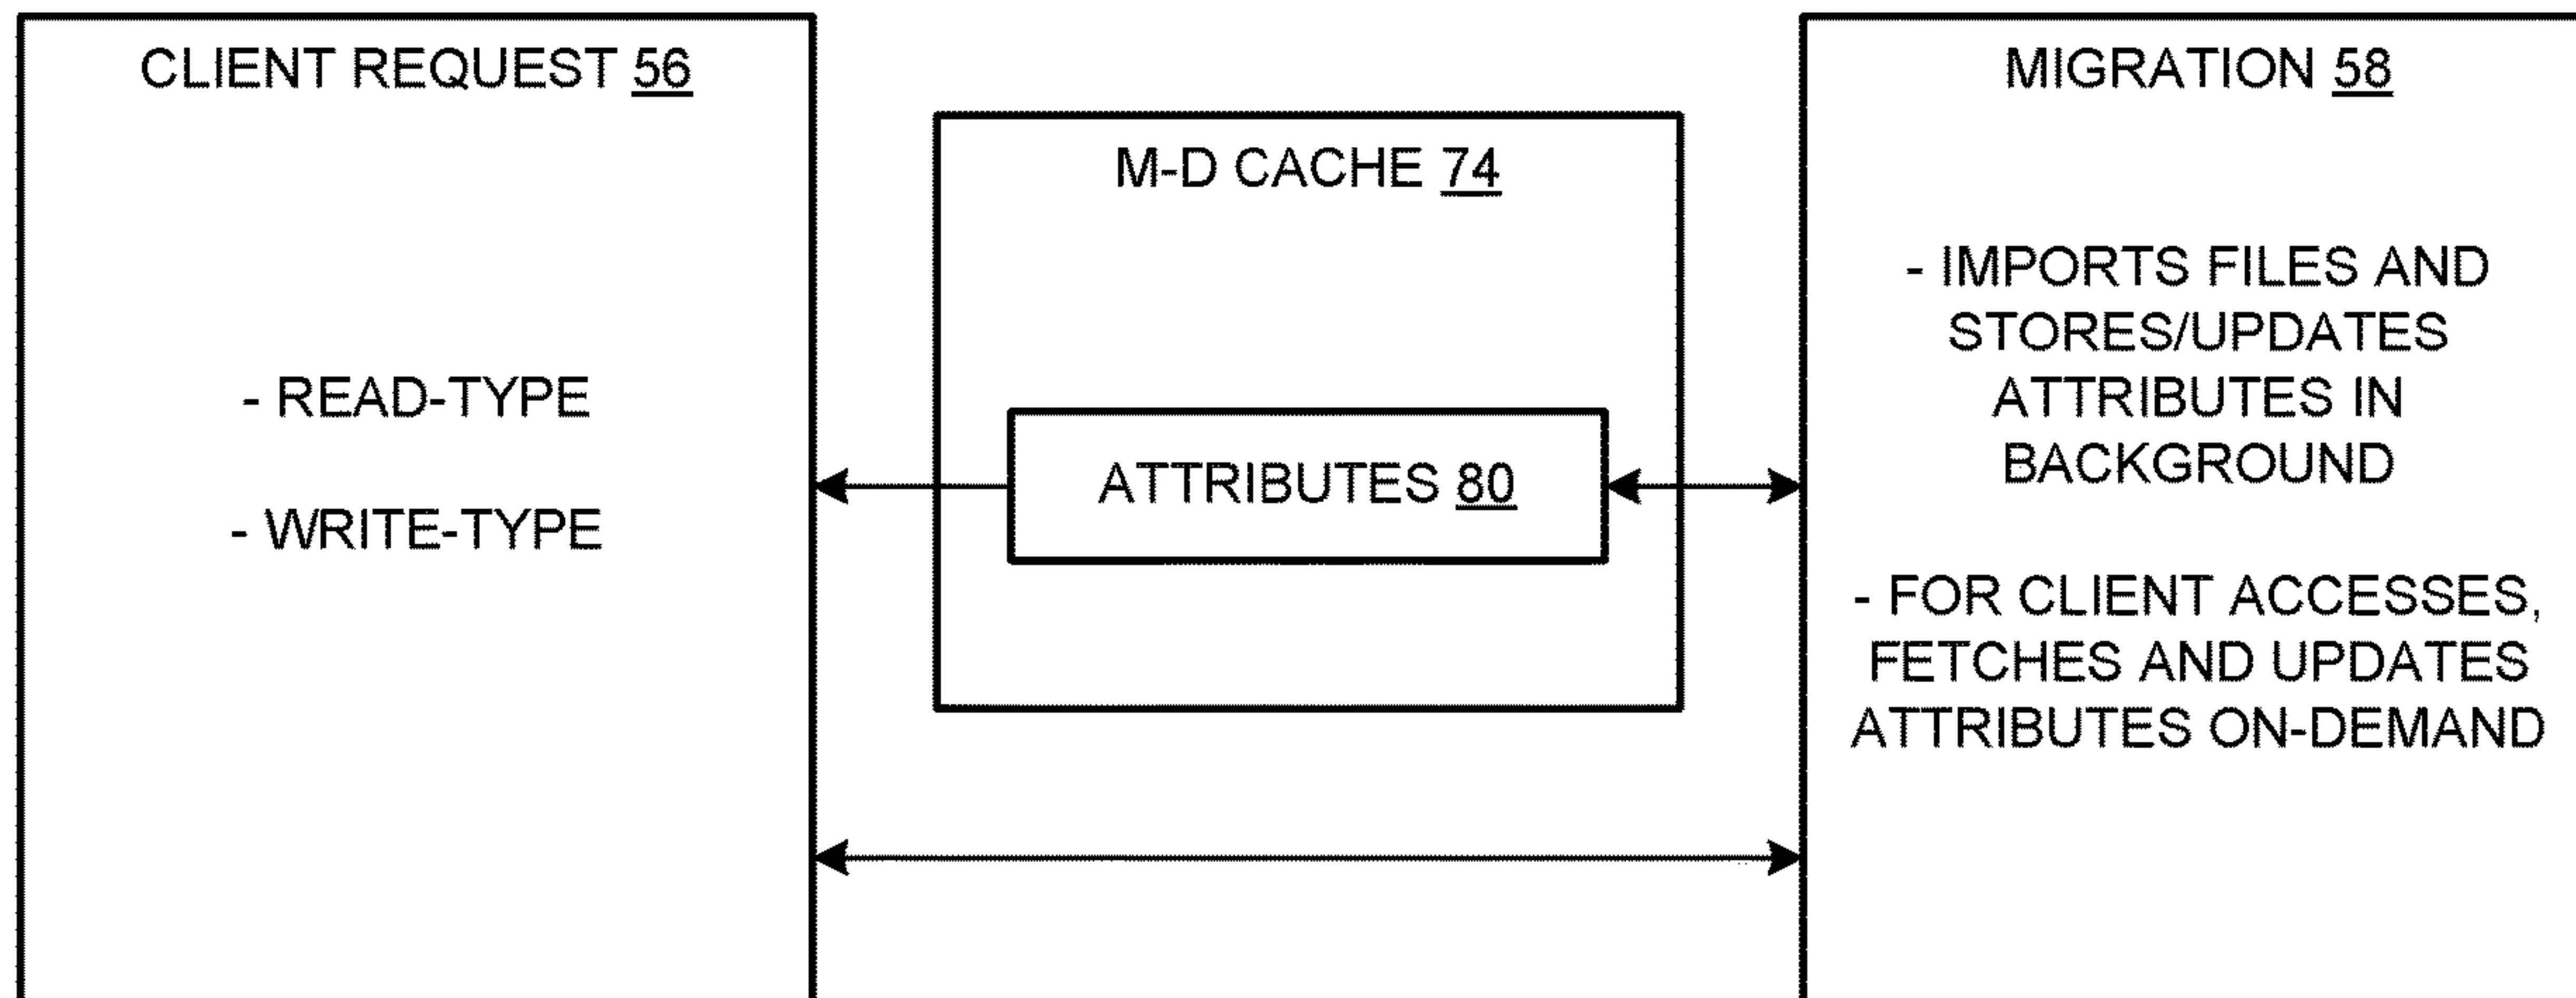 CLIENT REQUEST 56
- READ-TYPE
- WRITE-TYPE
M-D CACHE 74
ATTRIBUTES 80
MIGRATION 58
- IMPORTS FILES AND
STORES/UPDATES
ATTRIBUTES IN
BACKGROUND
- FOR CLIENT ACCESSES,
FETCHES AND UPDATES
ATTRIBUTES ON-DEMAND